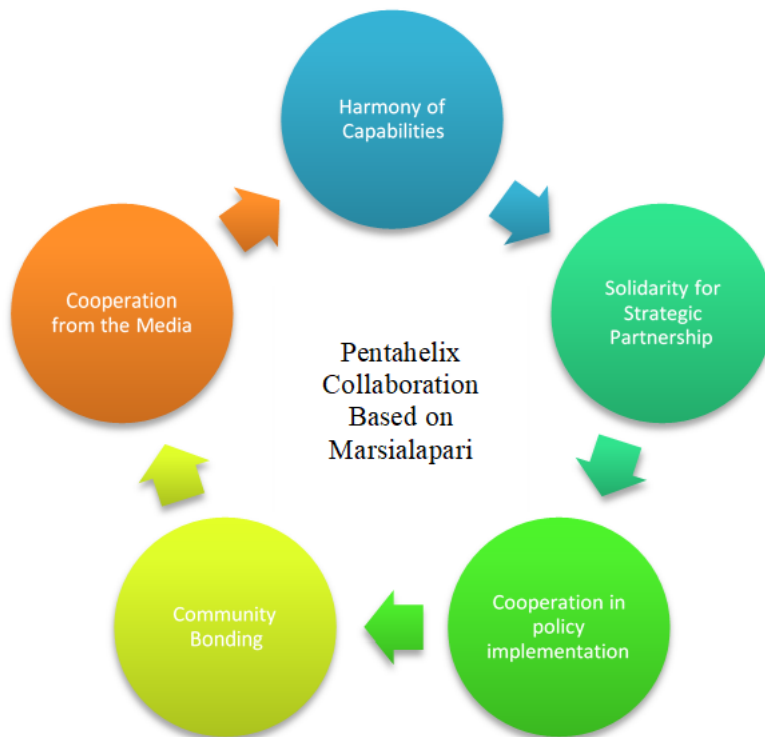 Harmony of
Capabilities
Solidarity for
Strategic
Partnership
Cooperation in
policy
implementation
Community
Bonding
Cooperation
from the Media
Pentahelix
Collaboration
Based on
Marsialapari